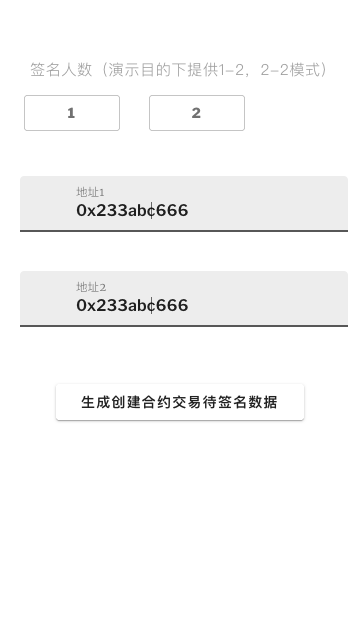 签名人数（演示目的下提供1-2，2-2模式）
1
2
地址1
0x233ab¢666
地址2
0x233ab¢666
生成创建合约交易待签名数据